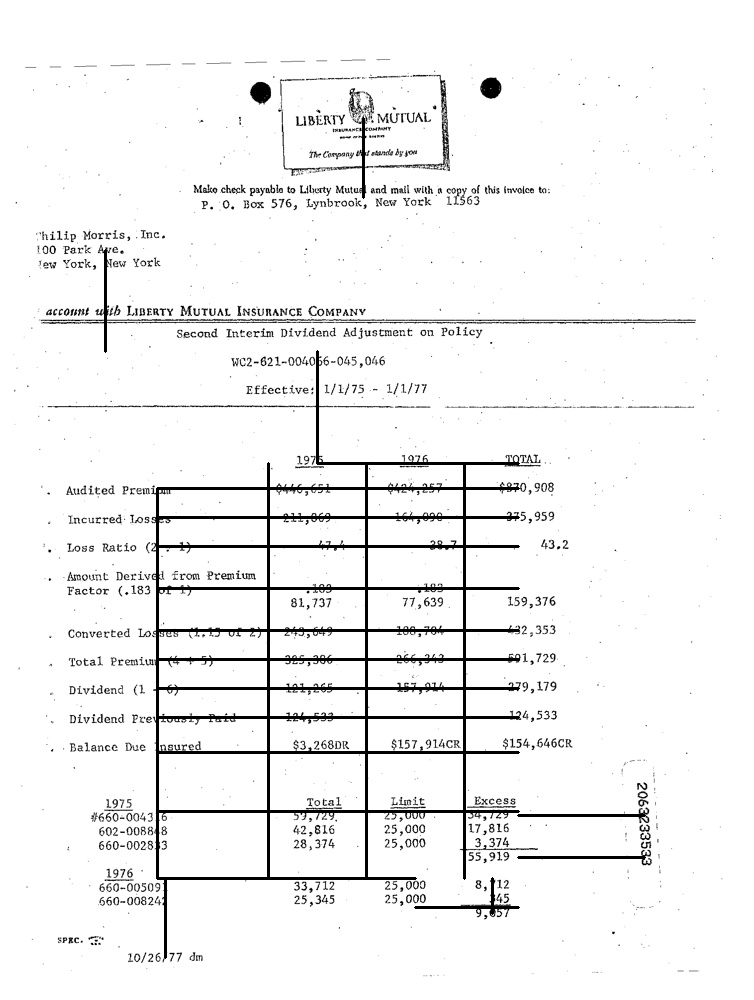 LIBERTY MUTUAL
INSURANCE COMPANY
The Company that stands by you
Make check payable to Liberty Mutual and mail with a copy of this invoice to:
P. O. Box 576, Lynbrook, New York 11563
Philip Morris, Inc.
100 Park Ave.
New York, New York
account with LIBERTY MUTUAL INSURANCE COMPANY
Second Interim Dividend Adjustment on Policy
WC2-621-004066-045,046
Effective: 1/1/75 - 1/1/77
1975 1976 TOTAL
Audited Premium $446,651 $424,257 $870,908
Incurred Losses 211,869 164,090 375,959
Loss Ratio (2 ÷ 1) 47.4 38.7 43.2
Amount Derived from Premium
Factor (.183 of 1) .183 .183
81,737 77,639 159,376
Converted Losses (1.15 of 2) 243,649 188,704 432,353
Total Premium (4 + 5) 325,386 266,343 591,729
Dividend (1 - 6) 121,265 157,914 279,179
Dividend Previously Paid 124,533 124,533
Balance Due Insured $3,268DR $157,914CR $154,646CR
1975 Total Limit Excess
#660-004316 59,729 25,000 34,729
602-008848 42,816 25,000 17,816
660-002833 28,374 25,000 3,374
55,919
1976
660-00509 33,712 25,000 8,712
660-00824 25,345 25,000 345
9,057
SPEC.
10/26/77 dm
2063233533